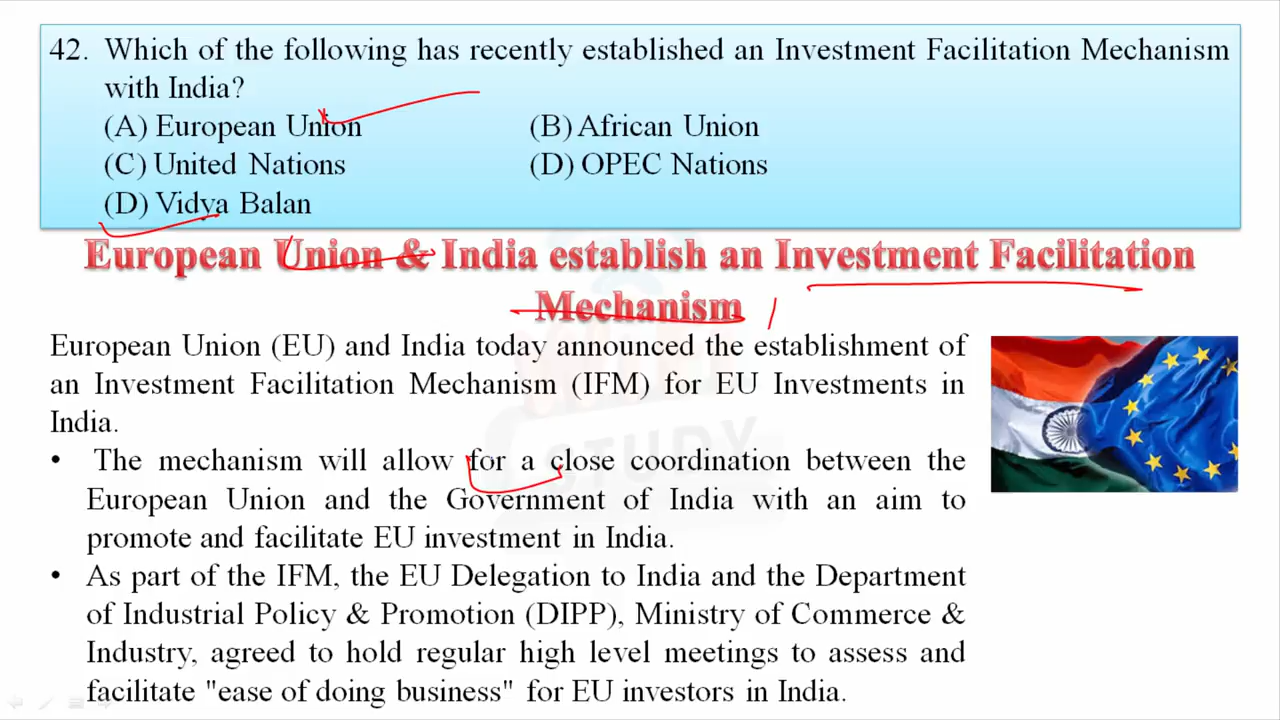 42. Which of the following has recently established an Investment Facilitation Mechanism
with India?
(A) European Union (B) African Union
(C) United Nations (D) OPEC Nations
(D) Vidya Balan
European Union & India establish an Investment Facilitation
Mechanism
European Union (EU) and India today announced the establishment of
an Investment Facilitation Mechanism (IFM) for EU Investments in
India.
• The mechanism will allow for a close coordination between the
European Union and the Government of India with an aim to
promote and facilitate EU investment in India.
• As part of the IFM, the EU Delegation to India and the Department
of Industrial Policy & Promotion (DIPP), Ministry of Commerce &
Industry, agreed to hold regular high level meetings to assess and
facilitate "ease of doing business" for EU investors in India.
STUDY